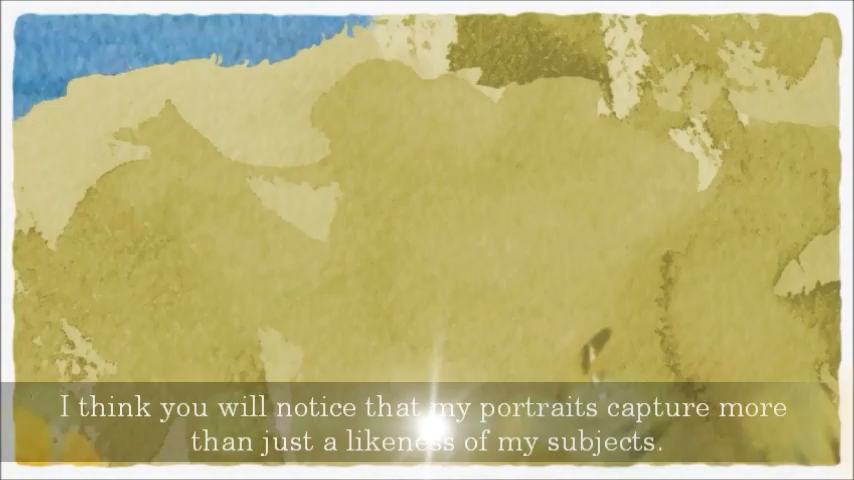 I think you will notice that my portraits capture more
than just a likeness of my subjects.